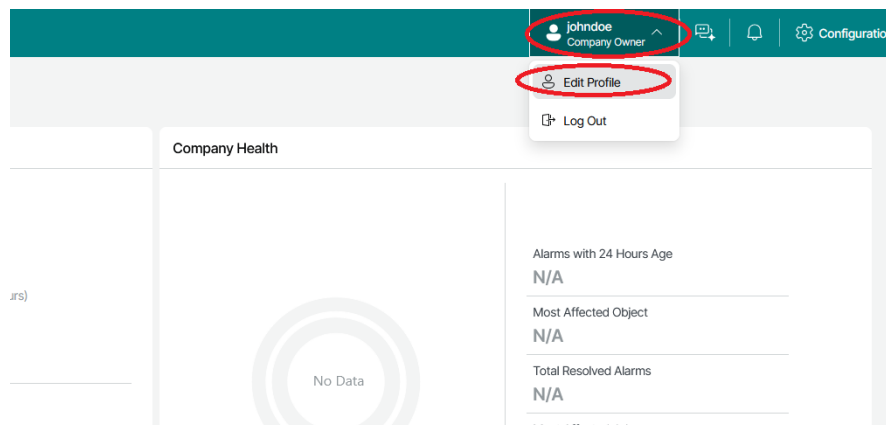 johndoe
Company Owner
Configuratio
Edit Profile
Log Out
Company Health
Alarms with 24 Hours Age
N/A
urs)
Most Affected Object
N/A
Total Resolved Alarms
No Data
N/A